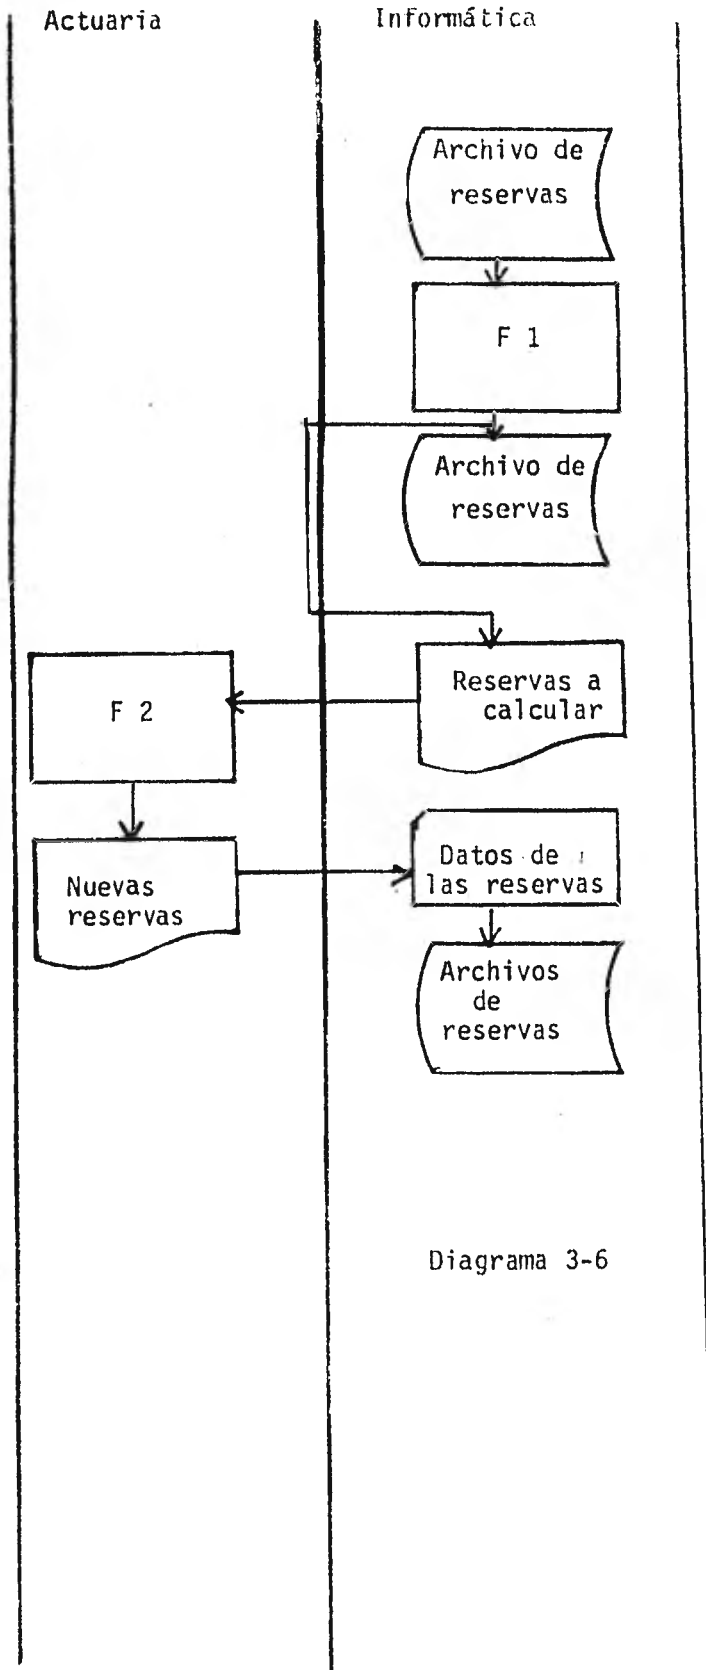 Actuaria
Informática
Archivo de
reservas
F 1
Archivo de
reservas
Reservas a
calcular
F 2
Nuevas
reservas
Datos de
las reservas
Archivos
de
reservas
Diagrama 3-6